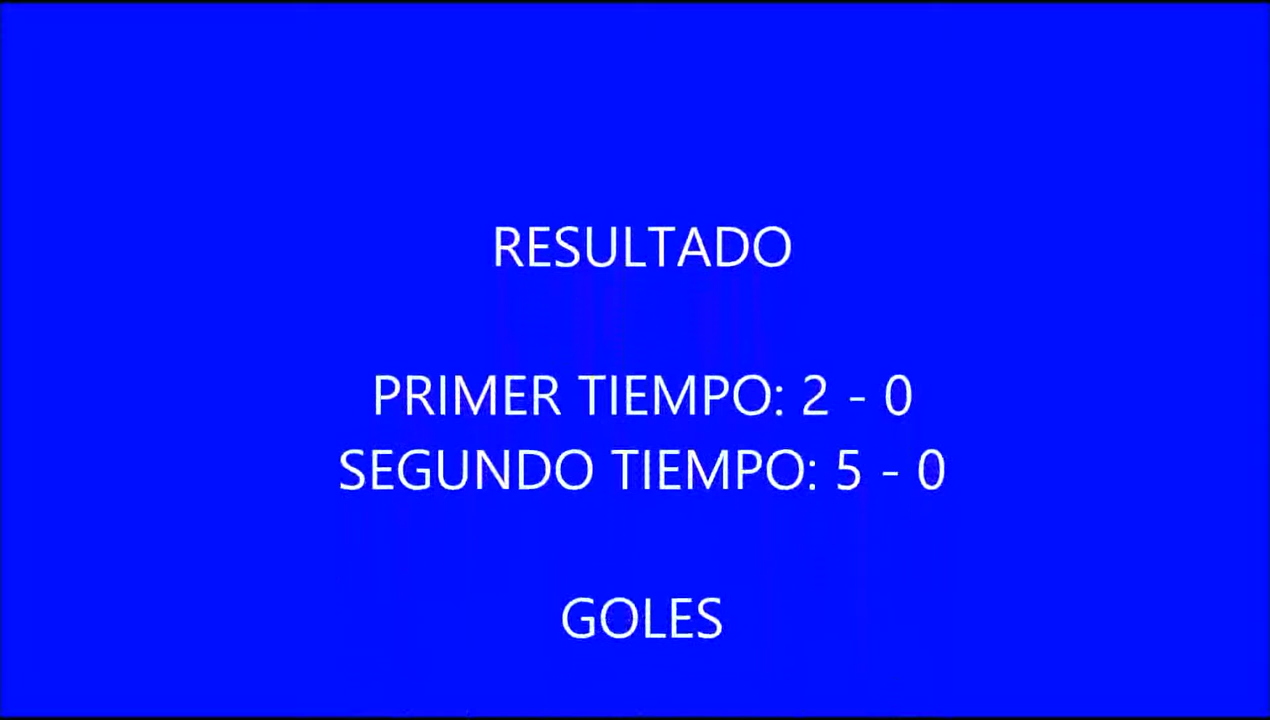 RESULTADO
PRIMER TIEMPO: 2 - 0
SEGUNDO TIEMPO: 5 - 0
GOLES